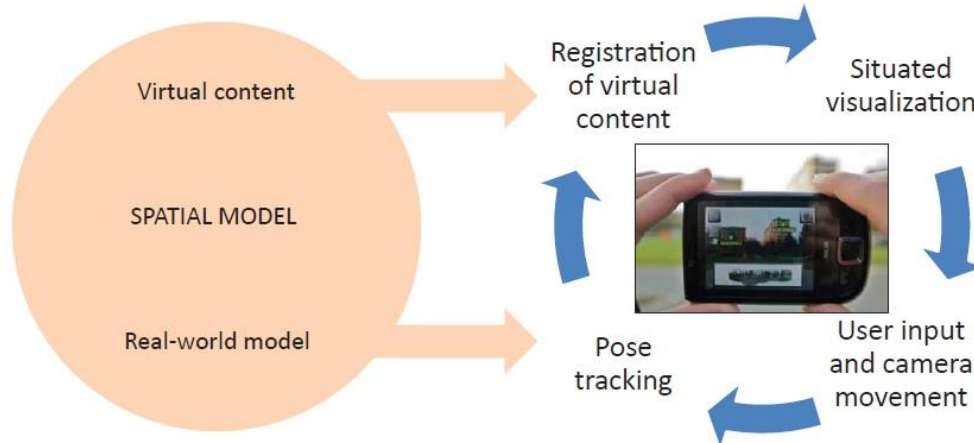 Virtual content
SPATIAL MODEL
Real-world model
Registration
of virtual
content
Situated
visualization
User input
and camera
movement
Pose
tracking